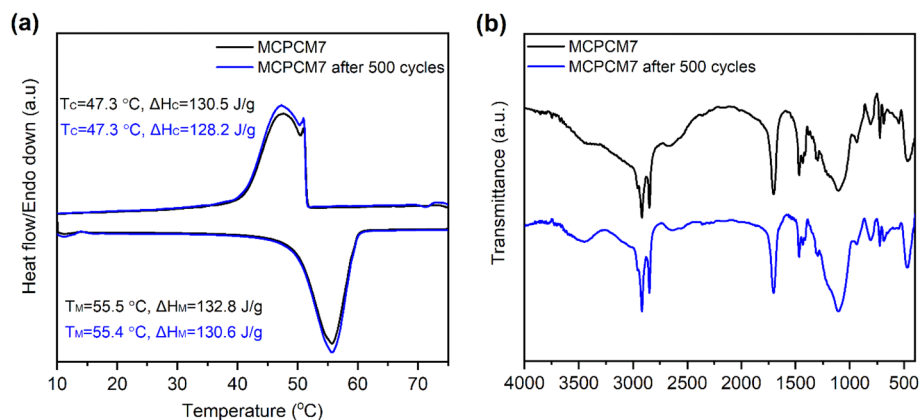 (a)
MCPCM7
MCPCM7 after 500 cycles
Tc=47.3 °C, ΔHc=130.5 J/g
Tc=47.3 °C, ΔHc=128.2 J/g
TM=55.5 °C, ΔHM=132.8 J/g
TM=55.4 °C, ΔHM=130.6 J/g
Heat flow/Endo down (a.u)
10 20 30 40 50 60 70
Temperature (°C)
(b)
MCPCM7
MCPCM7 after 500 cycles
Transmittance (a.u.)
4000 3500 3000 2500 2000 1500 1000 500